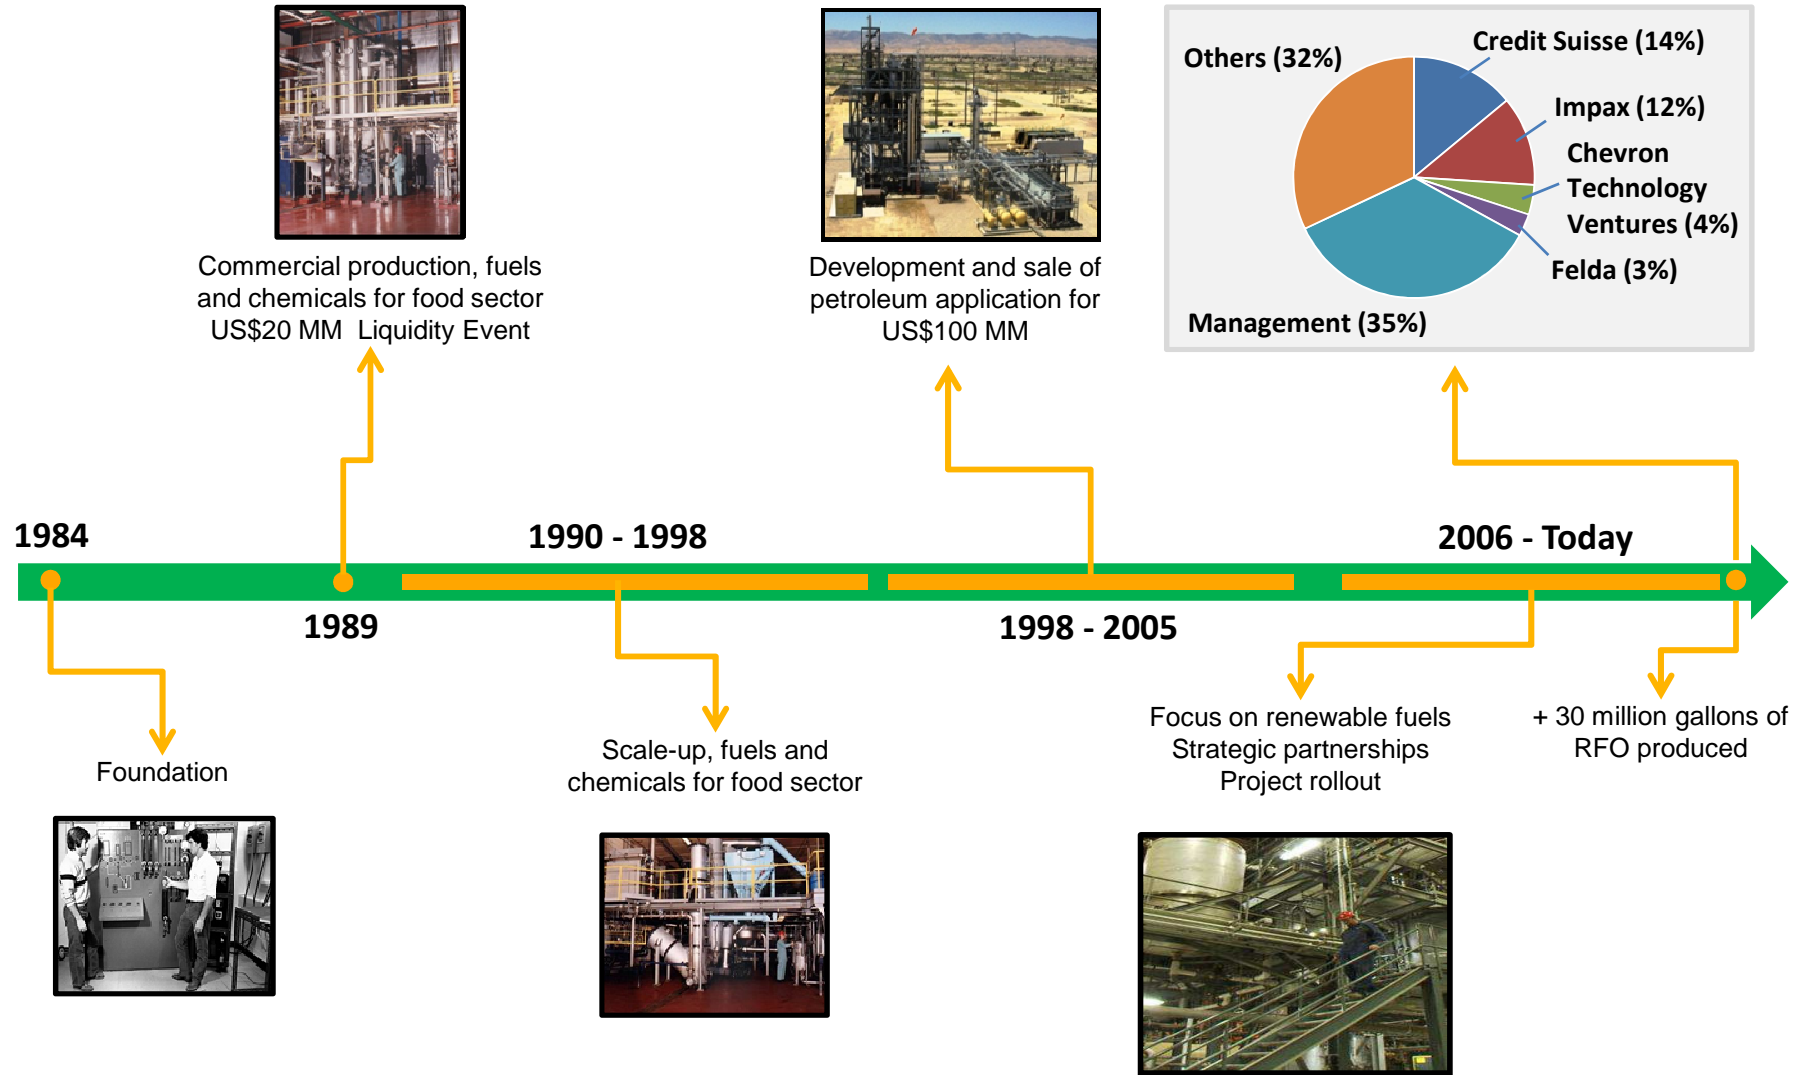 Commercial production, fuels
and chemicals for food sector
US$20 MM Liquidity Event
Development and sale of
petroleum application for
US$100 MM
Others (32%)
Credit Suisse (14%)
Impax (12%)
Chevron
Technology
Ventures (4%)
Felda (3%)
Management (35%)
1984
1989
1990 - 1998
1998 - 2005
2006 - Today
Foundation
Scale-up, fuels and
chemicals for food sector
Focus on renewable fuels
Strategic partnerships
Project rollout
+ 30 million gallons of
RFO produced